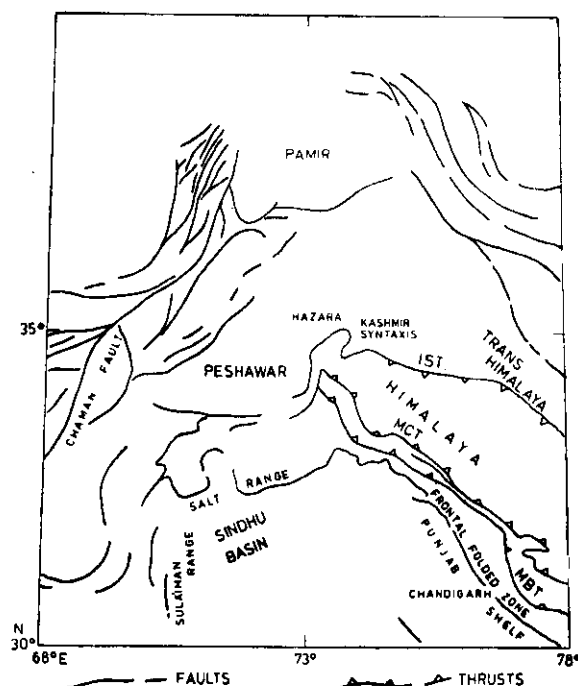 PAMIR
35°
HAZARA
KASHMIR
SYNTAXIS
IST
TRANS
HIMALAYA
CHAMAN FAULT
PESHAWAR
HIMALAYA
MCT
SALT RANGE
SINDHU
BASIN
SULAIMAN RANGE
FRONTAL FOLDED ZONE
PUNJAB SHELF
MBT
CHANDIGARH
N
30°
68°E
73°
78°
FAULTS
THRUSTS